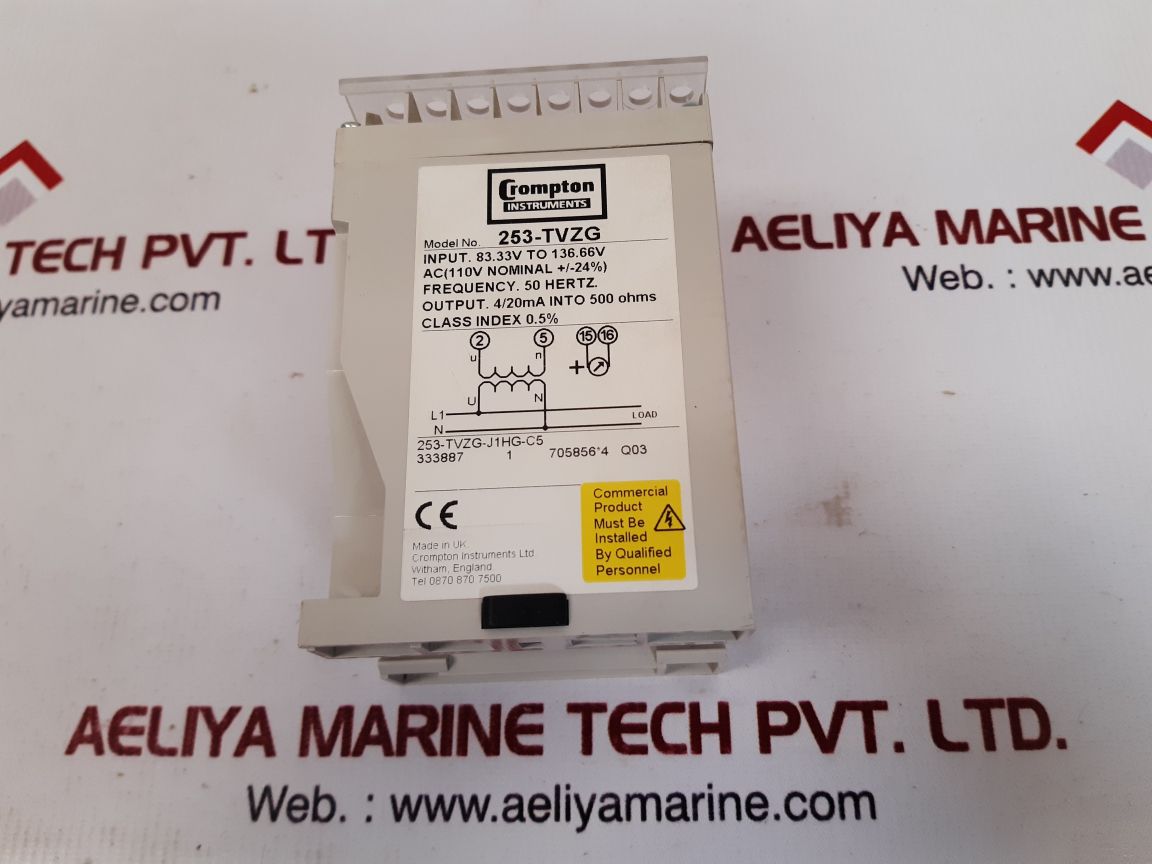 TECH PVT. LT
yamarine.com
AELIYA MARINE
Web. : www.ae
Crompton
INSTRUMENTS
Model No. 253-TVZG
INPUT. 83.33V TO 136.66V
AC(110V NOMINAL +/-24%)
FREQUENCY. 50 HERTZ.
OUTPUT. 4/20mA INTO 500 ohms
CLASS INDEX 0.5%
2 5 15 16
u n
+
U N
L1 LOAD
N
253-TVZG-J1HG-C5
333887 1 705856*4 Q03
CE
Made in UK
Crompton Instruments Ltd
Witham, England
Tel 0870 870 7500
Commercial
Product
Must Be
Installed
By Qualified
Personnel
AELIYA MARINE TECH PVT. LTD.
Web. : www.aeliyamarine.com